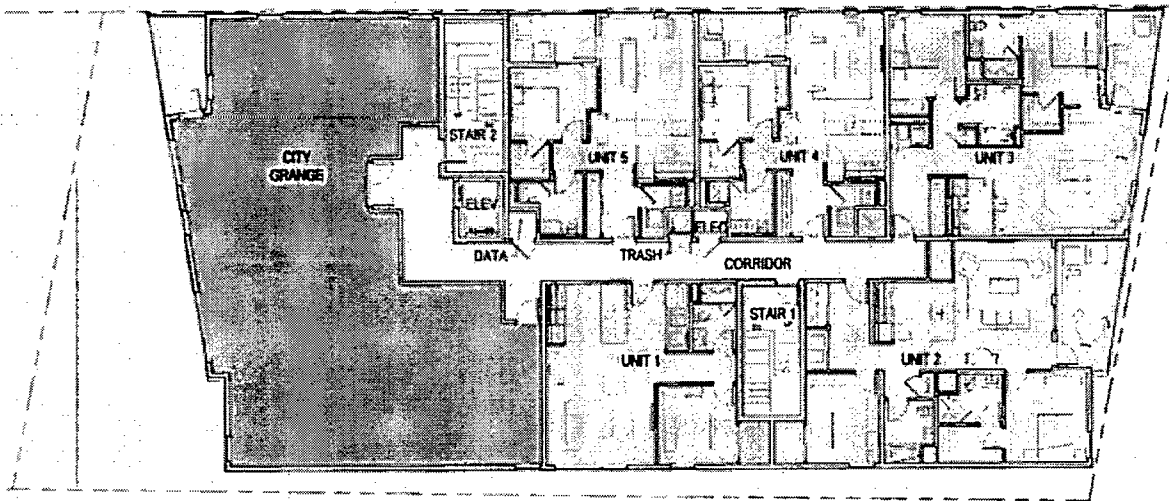 STAIR 2
CITY
GRANGE
UNIT 5
UNIT 4
UNIT 3
ELEV
ELEC
DATA
TRASH
CORRIDOR
STAIR 1
UNIT 1
UNIT 2